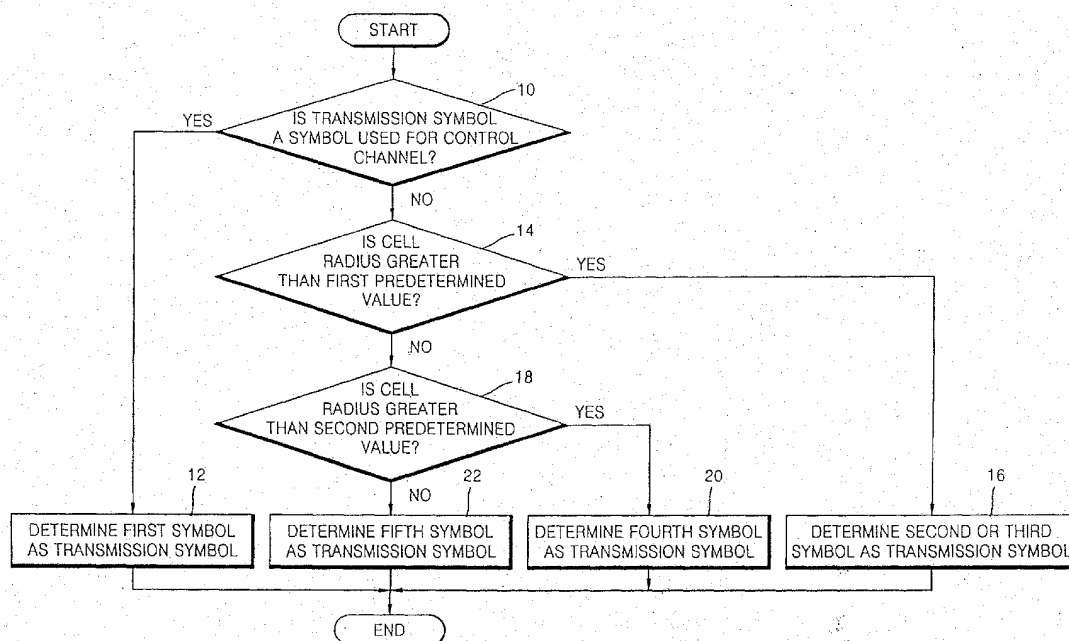 START
10
IS TRANSMISSION SYMBOL
A SYMBOL USED FOR CONTROL
CHANNEL?
YES
NO
14
IS CELL
RADIUS GREATER
THAN FIRST PREDETERMINED
VALUE?
YES
NO
18
IS CELL
RADIUS GREATER
THAN SECOND PREDETERMINED
VALUE?
YES
NO
12
DETERMINE FIRST SYMBOL
AS TRANSMISSION SYMBOL
22
DETERMINE FIFTH SYMBOL
AS TRANSMISSION SYMBOL
20
DETERMINE FOURTH SYMBOL
AS TRANSMISSION SYMBOL
16
DETERMINE SECOND OR THIRD
SYMBOL AS TRANSMISSION SYMBOL
END